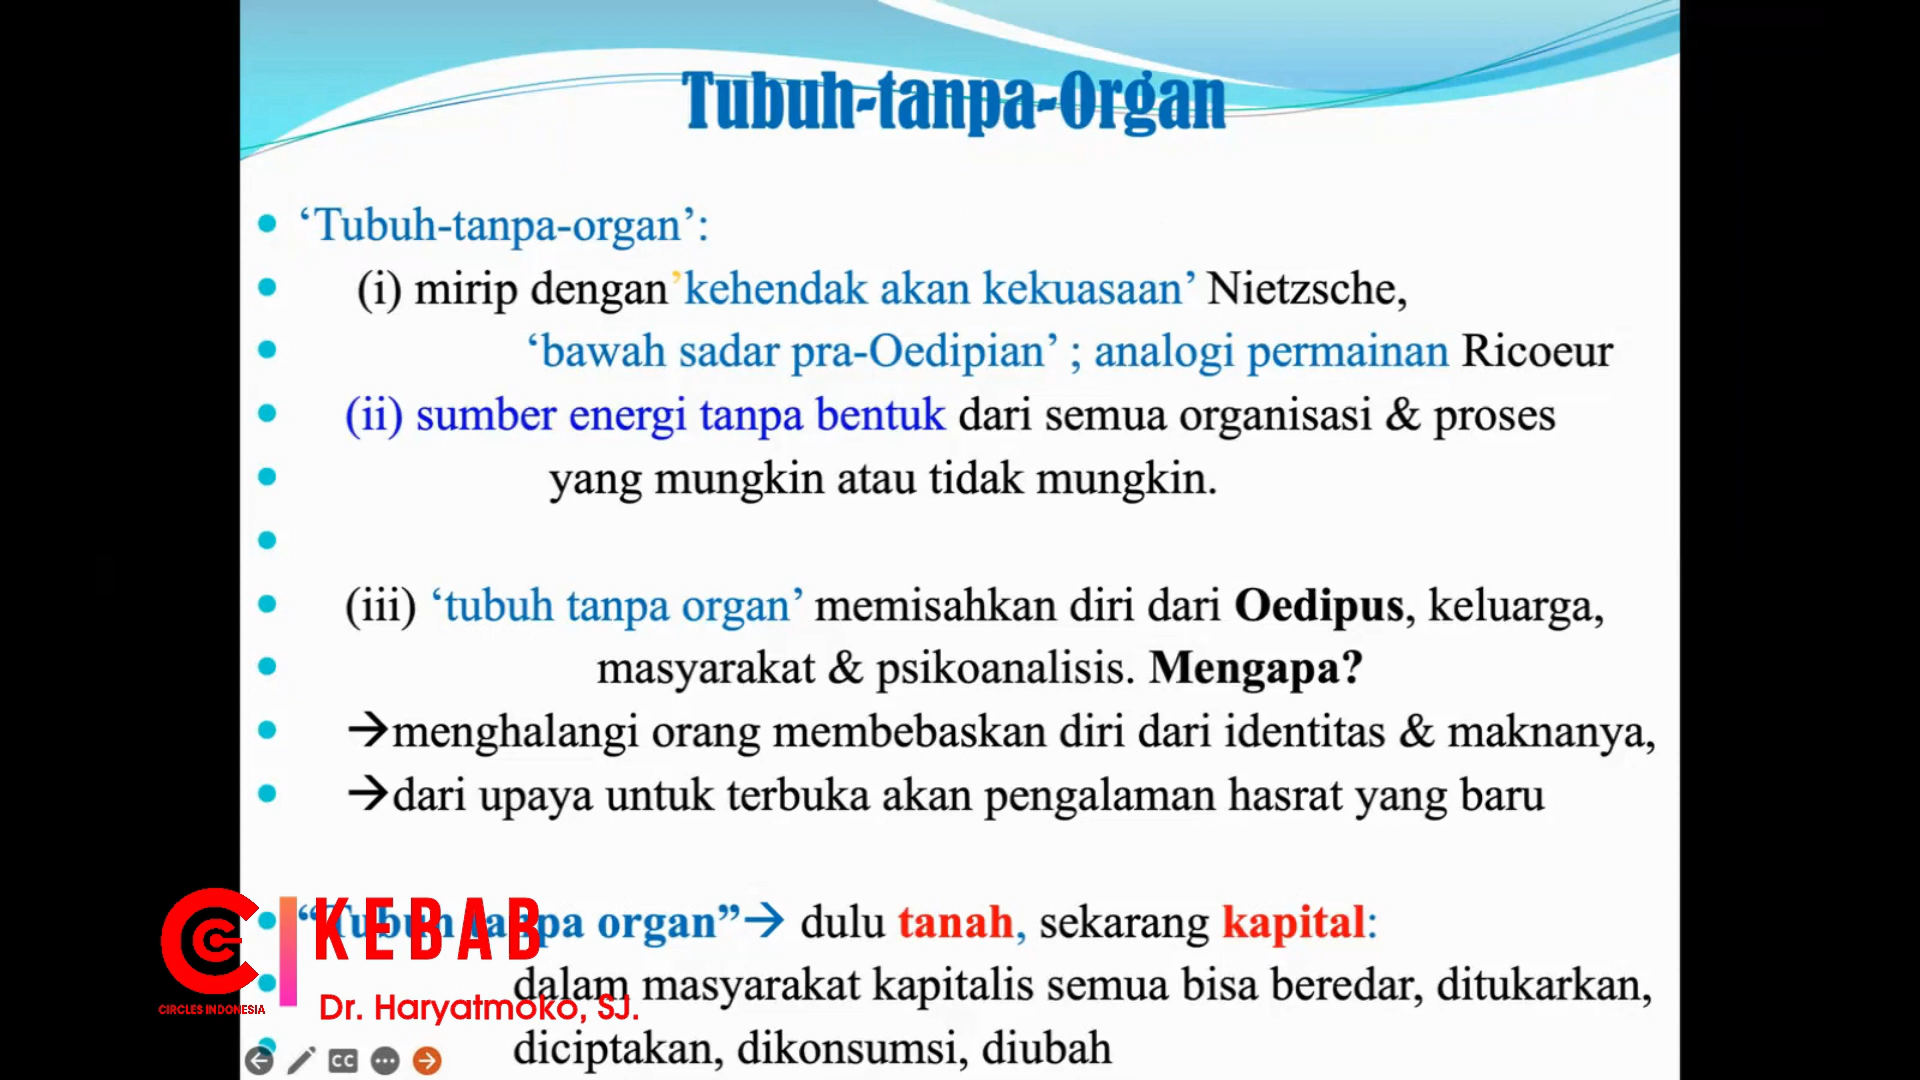 Tubuh-tanpa-Organ
‘Tubuh-tanpa-organ’:
(i) mirip dengan’kehendak akan kekuasaan’ Nietzsche,
‘bawah sadar pra-Oedipian’ ; analogi permainan Ricoeur
(ii) sumber energi tanpa bentuk dari semua organisasi & proses
yang mungkin atau tidak mungkin.
(iii) ‘tubuh tanpa organ’ memisahkan diri dari Oedipus, keluarga,
masyarakat & psikoanalisis. Mengapa?
→menghalangi orang membebaskan diri dari identitas & maknanya,
→dari upaya untuk terbuka akan pengalaman hasrat yang baru
“Tubuh tanpa organ”→ dulu tanah, sekarang kapital:
dalam masyarakat kapitalis semua bisa beredar, ditukarkan,
diciptakan, dikonsumsi, diubah
KEBAB
Dr. Haryatmoko, SJ.
CIRCLES INDONESIA
CC